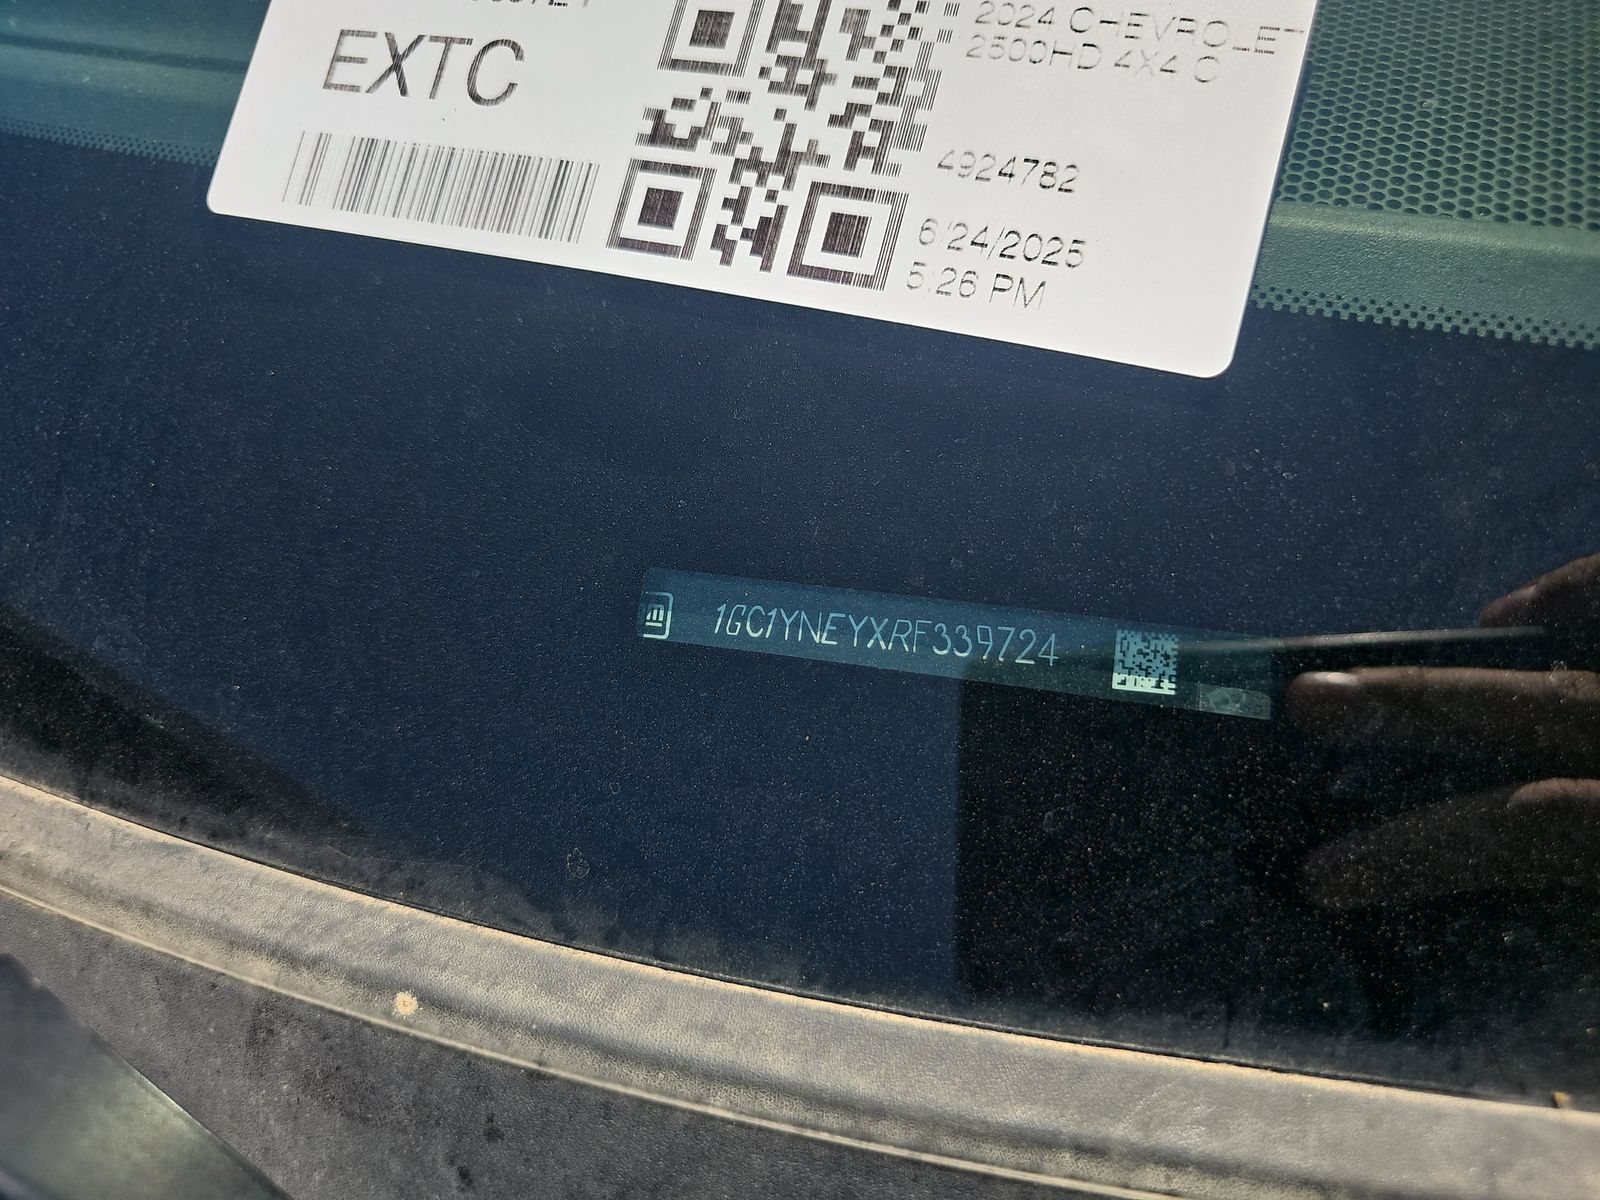 EXTC
2024 CHEVROLET
2500HD 4X4 C
4924782
6/24/2025
5:26 PM
1GC1YNEYXRF339724